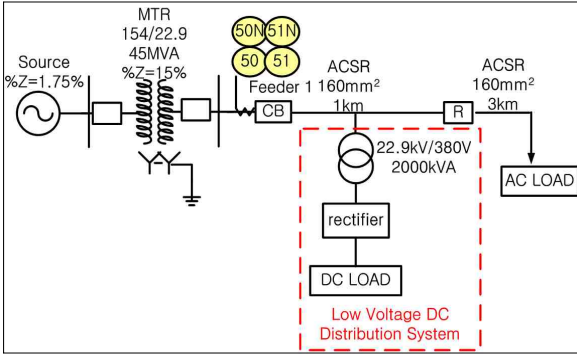 MTR
154/22.9
45MVA
%Z=15%
Source
%Z=1.75%
50N 51N
50 51
Feeder 1
CB
ACSR
160mm²
1km
R
ACSR
160mm²
3km
AC LOAD
22.9kV/380V
2000kVA
rectifier
DC LOAD
Low Voltage DC
Distribution System